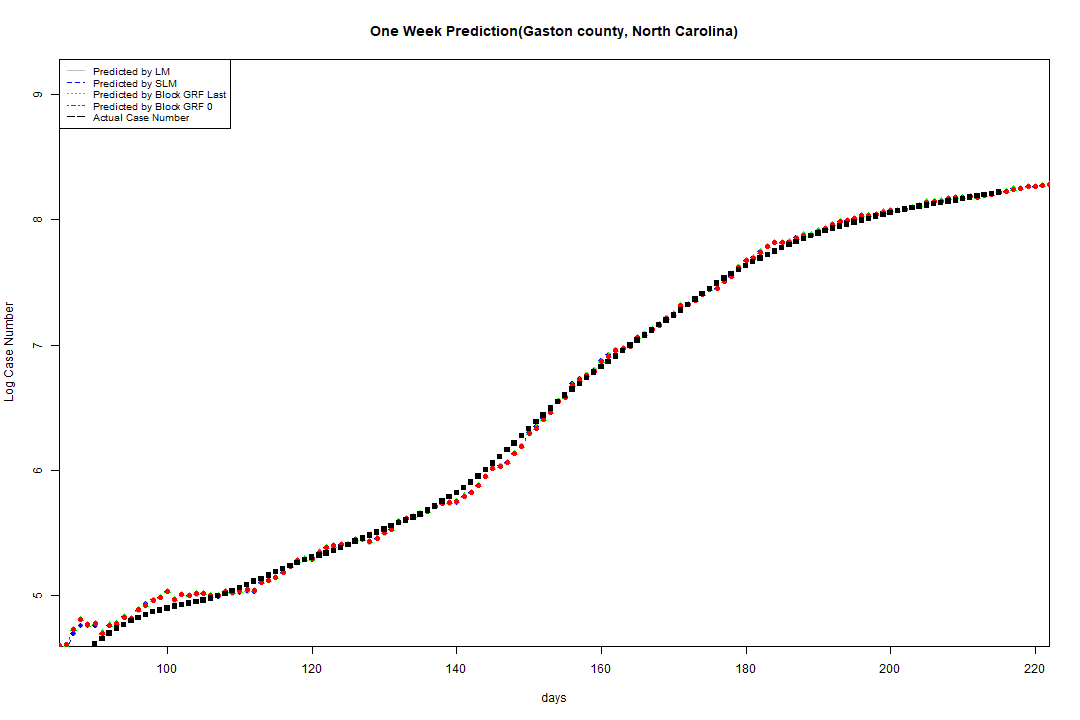 One Week Prediction(Gaston county, North Carolina)
Predicted by LM
Predicted by SLM
Predicted by Block GRF Last
Predicted by Block GRF 0
Actual Case Number
9
8
7
6
5
Log Case Number
100 120 140 160 180 200 220
days